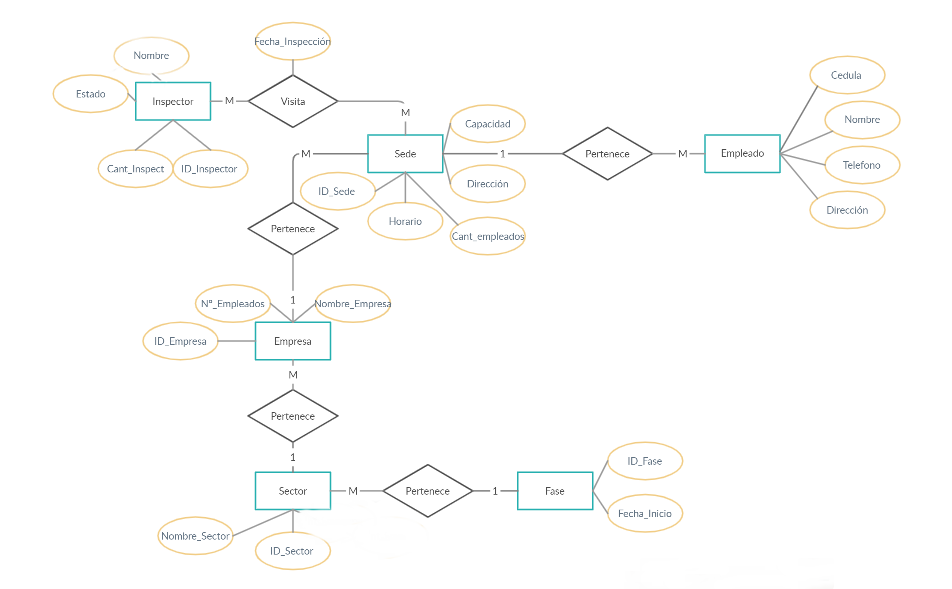 Fecha_Inspección
Nombre
Estado
Inspector
M
Visita
M
Cant_Inspect
ID_Inspector
Capacidad
Cedula
Nombre
M
Sede
1
Pertenece
M
Empleado
Telefono
ID_Sede
Dirección
Dirección
Horario
Cant_empleados
Pertenece
1
N°_Empleados
Nombre_Empresa
ID_Empresa
Empresa
M
Pertenece
1
ID_Fase
Sector
M
Pertenece
1
Fase
Fecha_Inicio
Nombre_Sector
ID_Sector